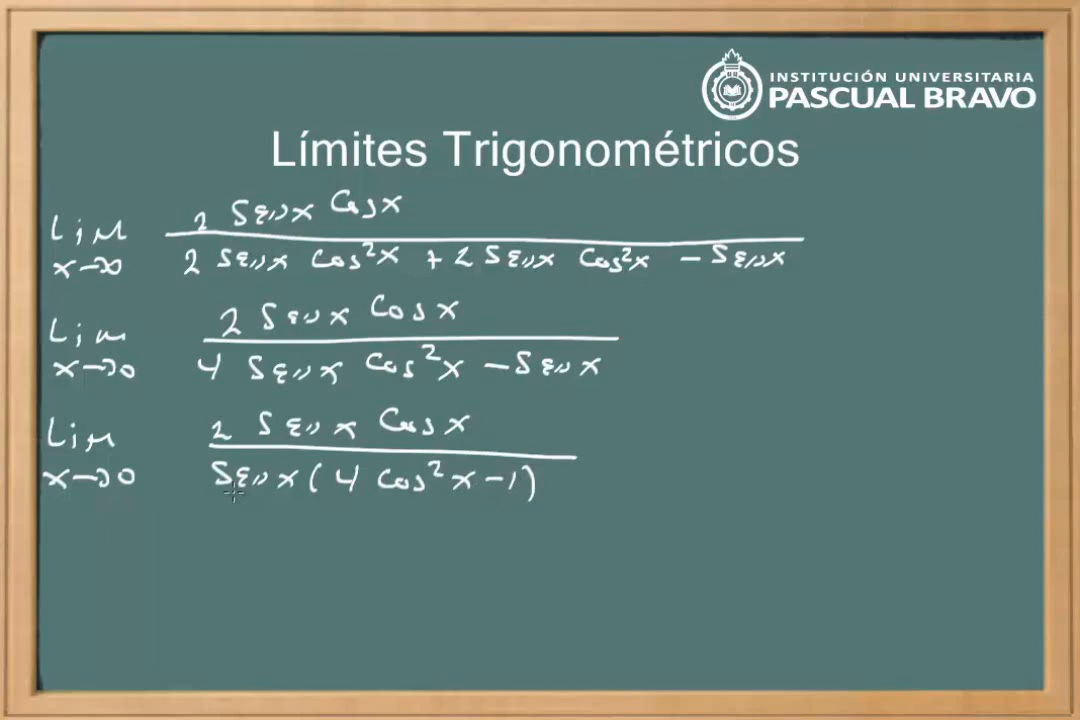 INSTITUCIÓN UNIVERSITARIA
PASCUAL BRAVO
Límites Trigonométricos
Lim x→0 2 Senx Cosx / 2 Senx Cos²x + 2 Senx Cos²x - Senx
Lim x→0 2 Senx Cosx / 4 Senx Cos²x - Senx
Lim x→0 2 Senx Cosx / Senx(4 Cos²x - 1)